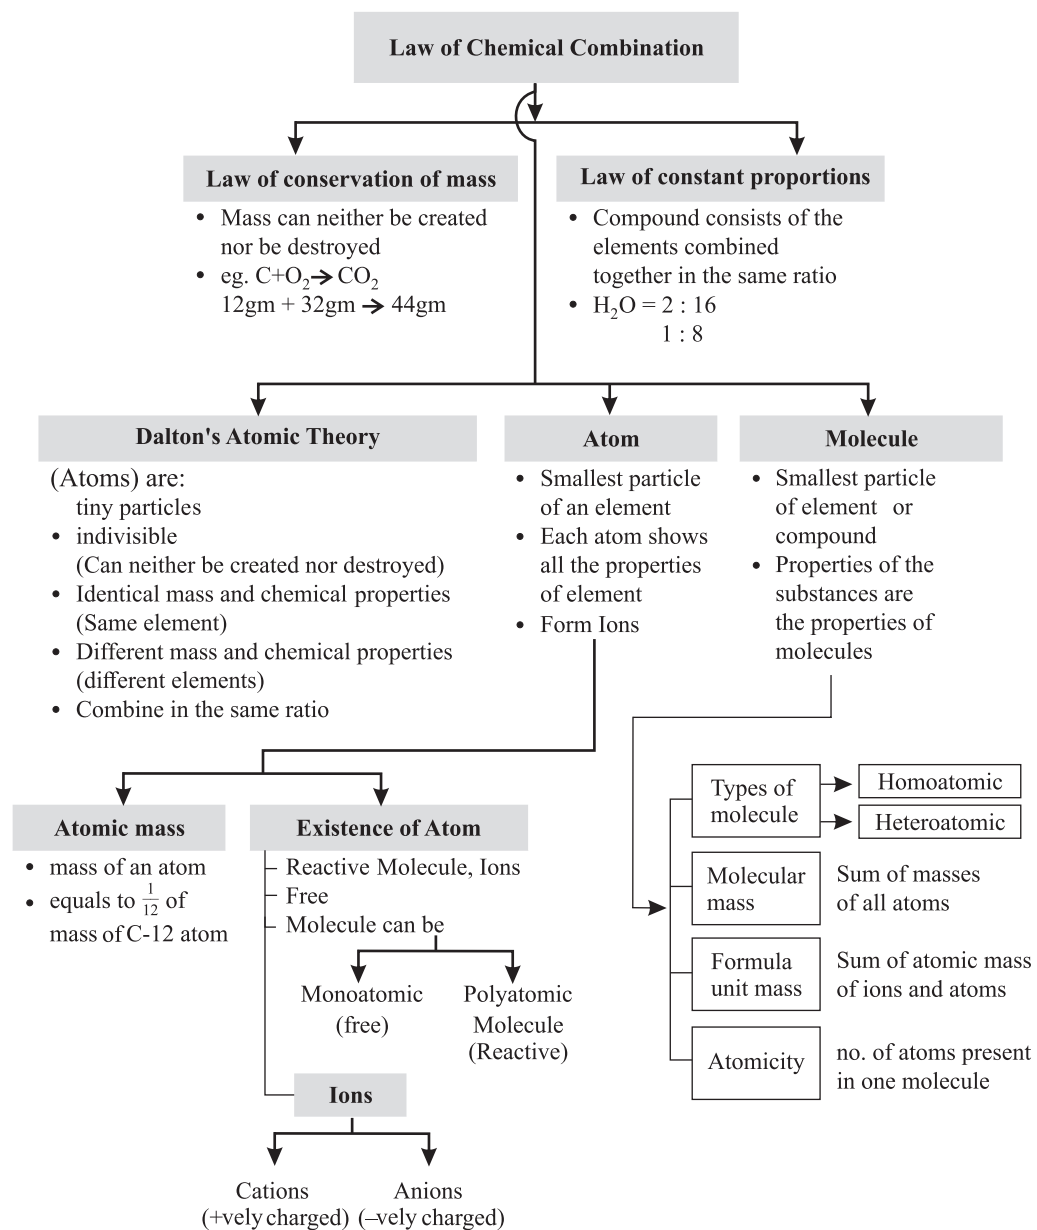 Law of Chemical Combination
Law of conservation of mass
• Mass can neither be created
nor be destroyed
• eg. C+O₂→CO₂
12gm + 32gm → 44gm
Law of constant proportions
• Compound consists of the
elements combined
together in the same ratio
• H₂O = 2 : 16
1 : 8
Dalton's Atomic Theory
(Atoms) are:
tiny particles
• indivisible
(Can neither be created nor destroyed)
• Identical mass and chemical properties
(Same element)
• Different mass and chemical properties
(different elements)
• Combine in the same ratio
Atom
• Smallest particle
of an element
• Each atom shows
all the properties
of element
• Form Ions
Molecule
• Smallest particle
of element or
compound
• Properties of the
substances are
the properties of
molecules
Atomic mass
• mass of an atom
• equals to 1/12 of
mass of C-12 atom
Existence of Atom
Reactive Molecule, Ions
Free
Molecule can be
Monoatomic
(free)
Polyatomic
Molecule
(Reactive)
Ions
Cations
(+vely charged)
Anions
(–vely charged)
Types of
molecule
Homoatomic
Heteroatomic
Molecular
mass
Sum of masses
of all atoms
Formula
unit mass
Sum of atomic mass
of ions and atoms
Atomicity
no. of atoms present
in one molecule